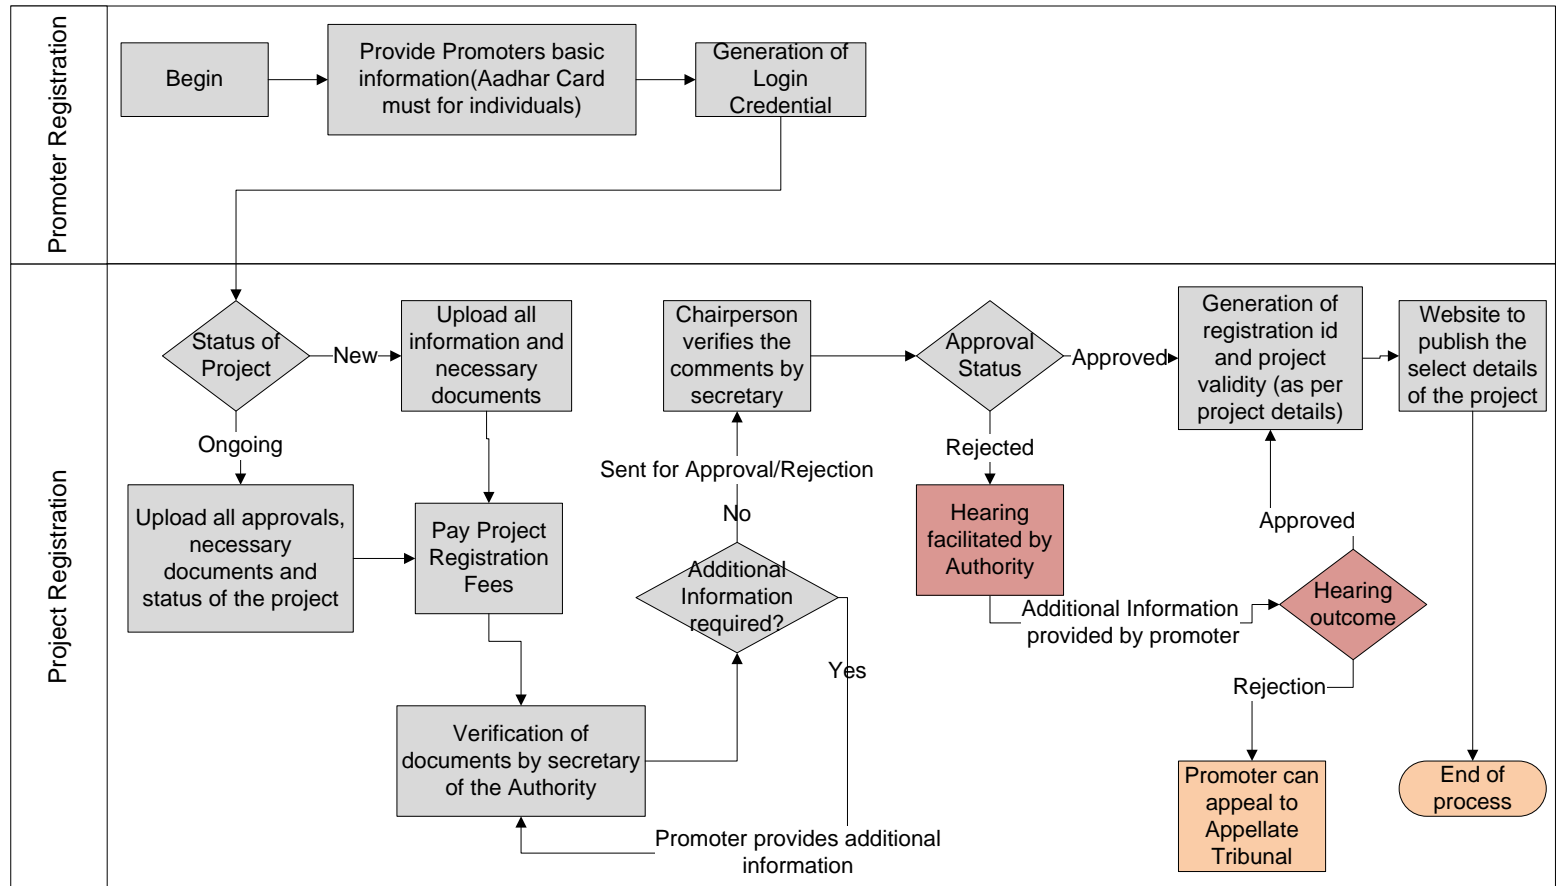 Promoter Registration
Begin
Provide Promoters basic
information(Aadhar Card
must for individuals)
Generation of
Login
Credential
Project Registration
Status of
Project
New
Upload all
information and
necessary
documents
Ongoing
Upload all approvals,
necessary
documents and
status of the project
Pay Project
Registration
Fees
Verification of
documents by secretary
of the Authority
Additional
Information
required?
Yes
Promoter provides additional
information
No
Sent for Approval/Rejection
Chairperson
verifies the
comments by
secretary
Approval
Status
Approved
Rejected
Hearing
facilitated by
Authority
Additional Information
provided by promoter
Hearing
outcome
Approved
Rejection
Promoter can
appeal to
Appellate
Tribunal
Generation of
registration id
and project
validity (as per
project details)
Website to
publish the
select details
of the project
End of
process